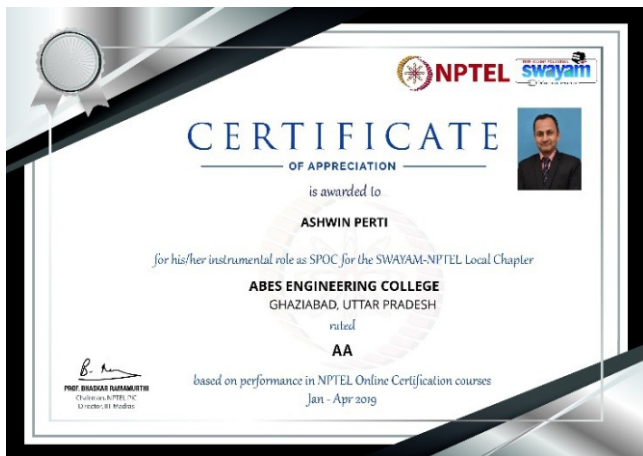 NPTEL swayam
CERTIFICATE
OF APPRECIATION
is awarded to
ASHWIN PERTI
for his/her instrumental role as SPOC for the SWAYAM-NPTEL Local Chapter
ABES ENGINEERING COLLEGE
GHAZIABAD, UTTAR PRADESH
rated
AA
based on performance in NPTEL Online Certification courses
Jan - Apr 2019
PROF. BHASKAR RAMAMURTHI
Chairman, NPTEL PIC
Director, IIT Madras